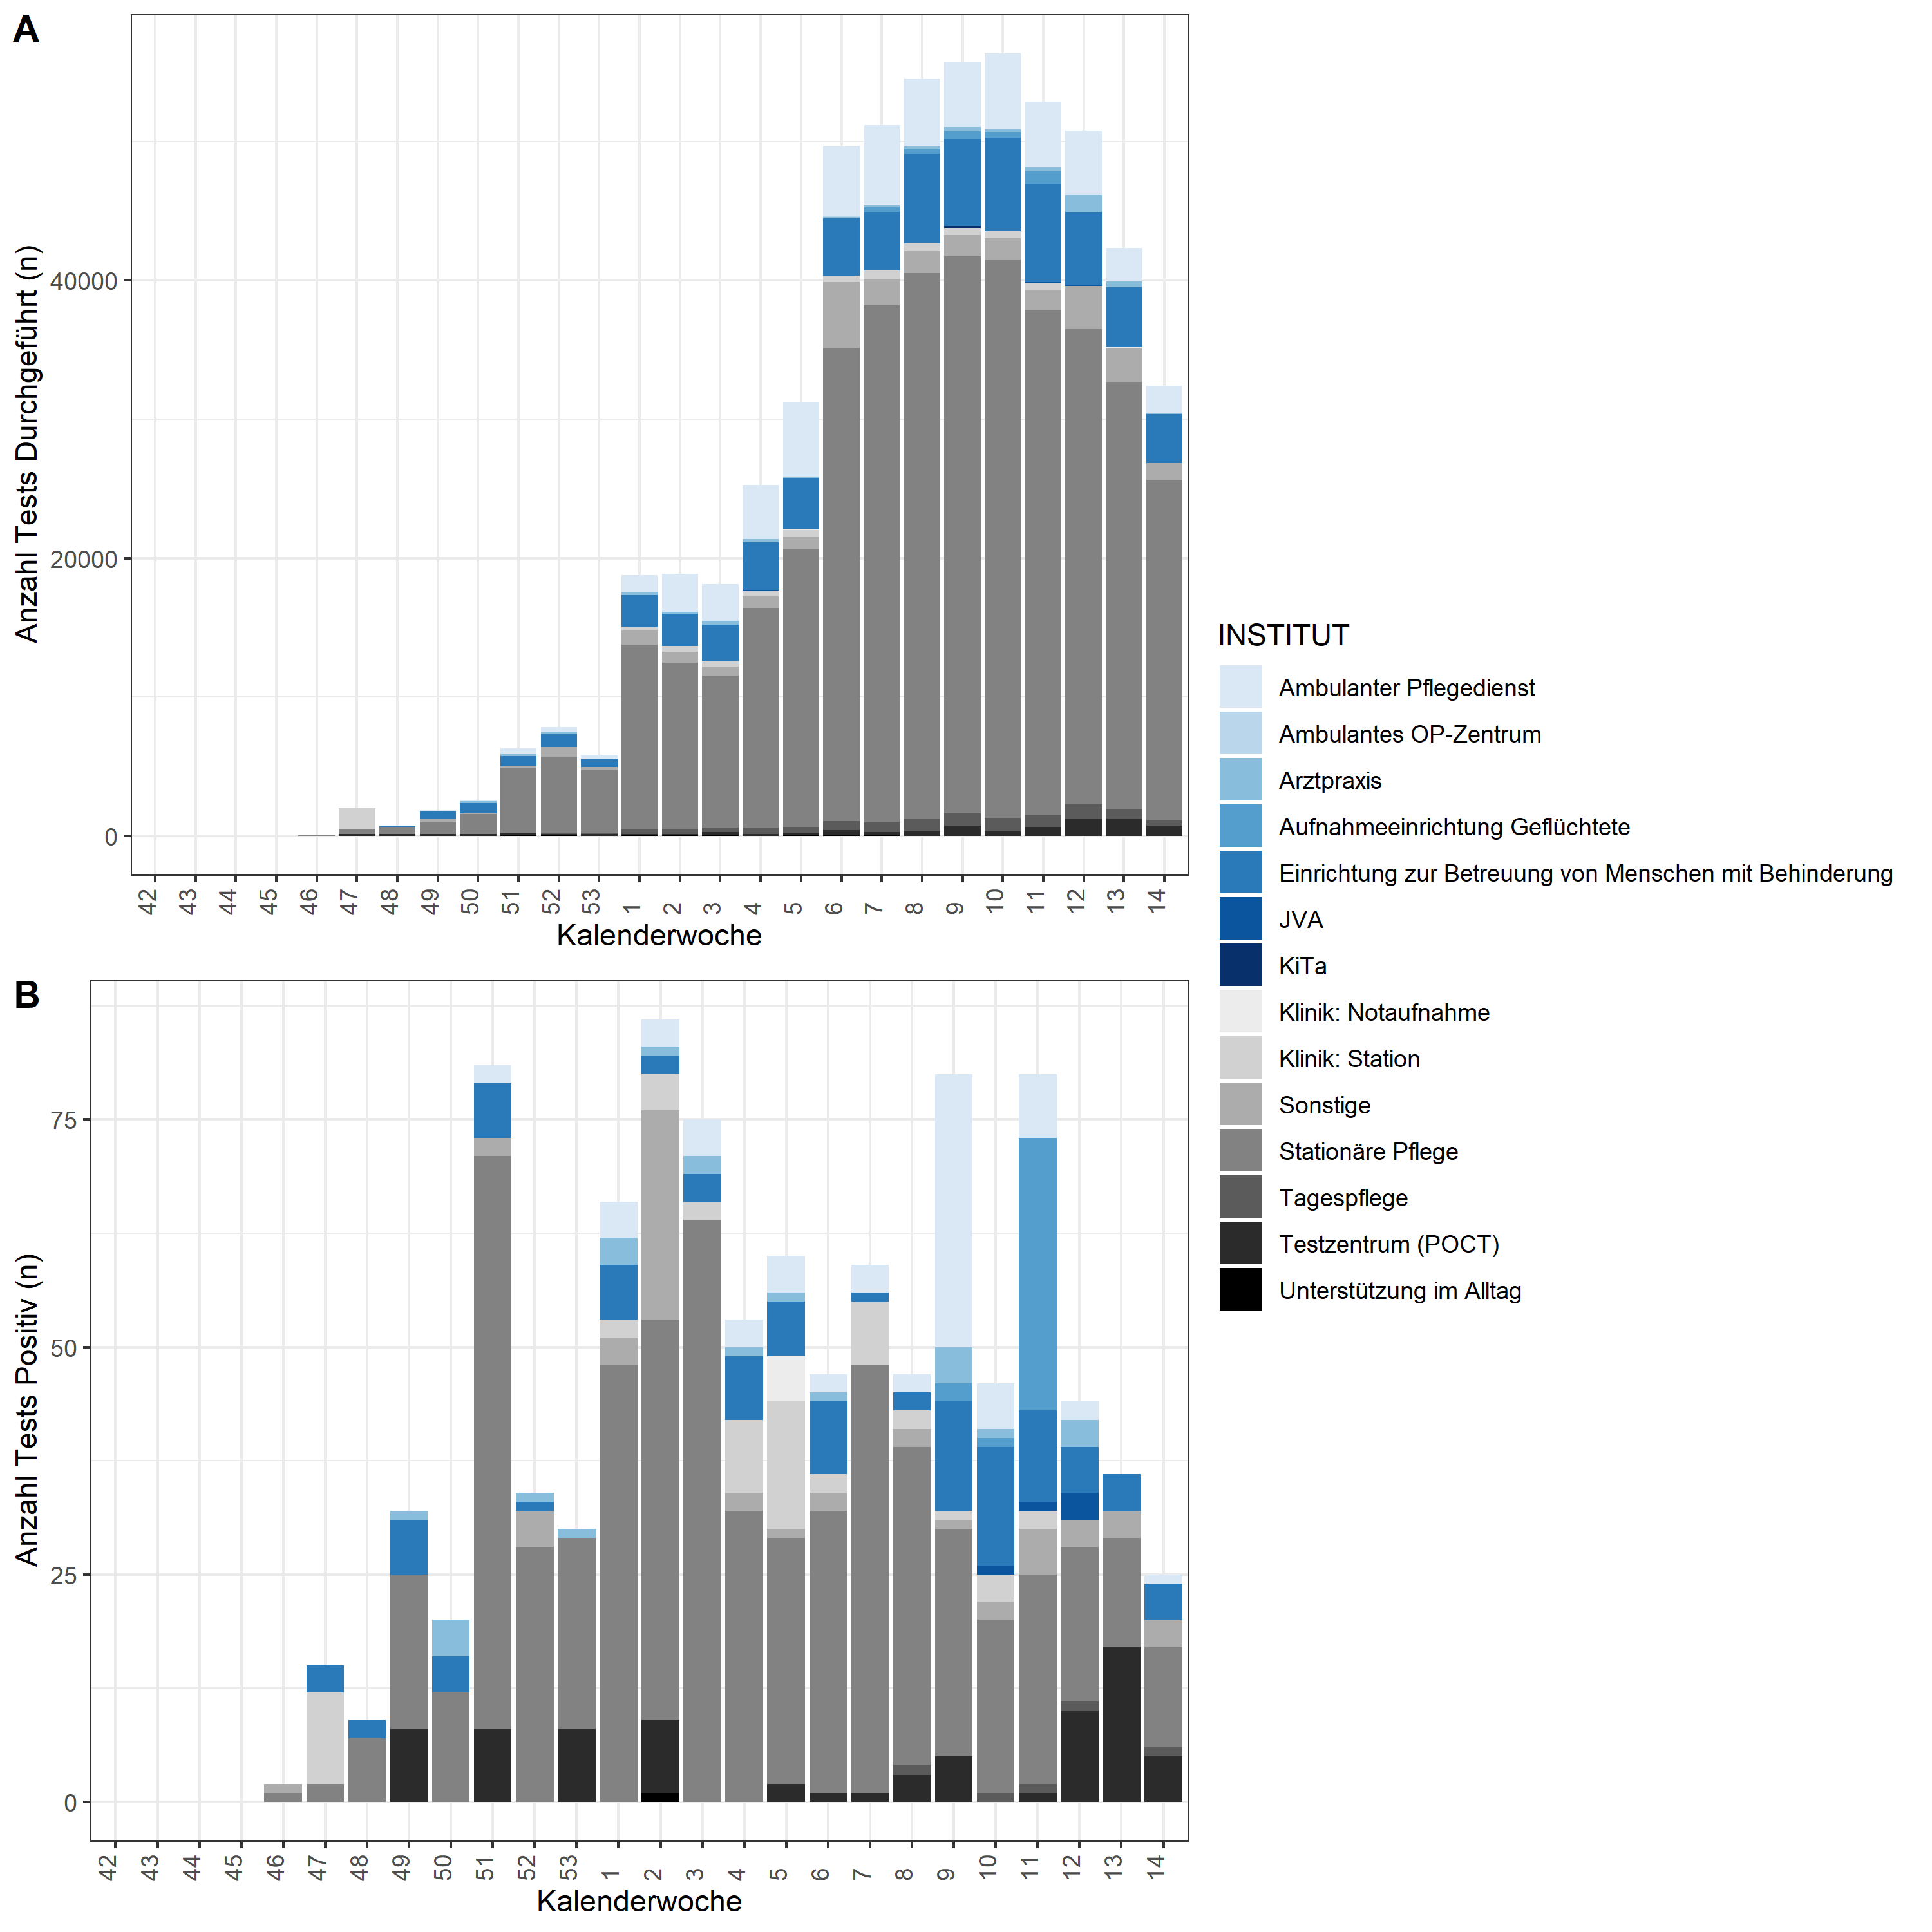 A
Anzahl Tests Durchgeführt (n)
40000
20000
0
42 43 44 45 46 47 48 49 50 51 52 53 1 2 3 4 5 6 7 8 9 10 11 12 13 14
Kalenderwoche
B
Anzahl Tests Positiv (n)
75
50
25
0
42 43 44 45 46 47 48 49 50 51 52 53 1 2 3 4 5 6 7 8 9 10 11 12 13 14
Kalenderwoche
INSTITUT
Ambulanter Pflegedienst
Ambulantes OP-Zentrum
Arztpraxis
Aufnahmeeinrichtung Geflüchtete
Einrichtung zur Betreuung von Menschen mit Behinderung
JVA
KiTa
Klinik: Notaufnahme
Klinik: Station
Sonstige
Stationäre Pflege
Tagespflege
Testzentrum (POCT)
Unterstützung im Alltag